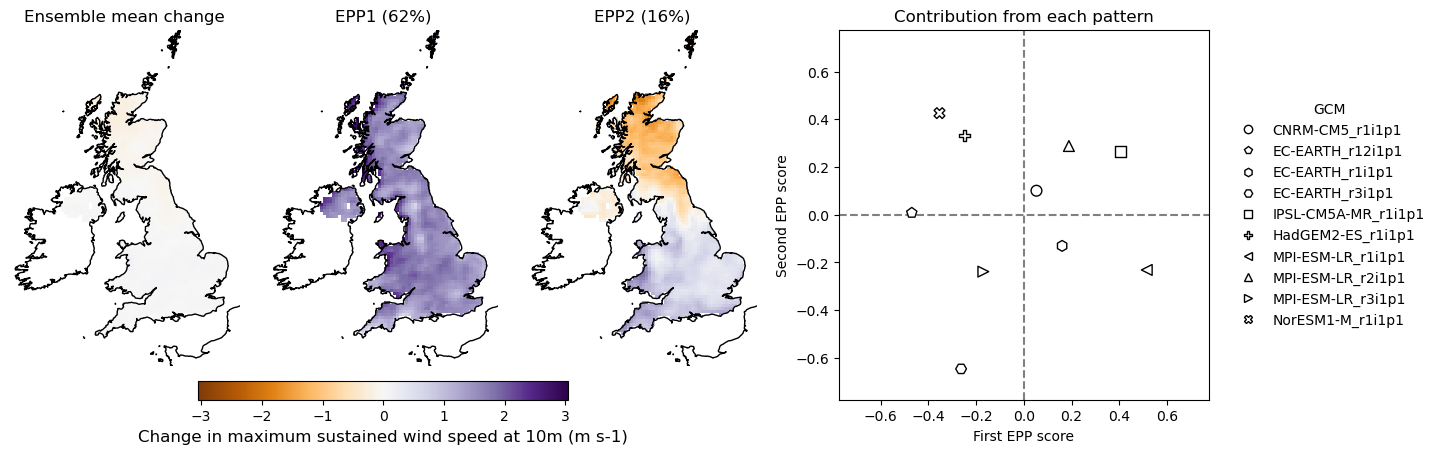 Ensemble mean change
EPP1 (62%)
EPP2 (16%)
−3 −2 −1 0 1 2 3
Change in maximum sustained wind speed at 10m (m s-1)
Contribution from each pattern
Second EPP score
0.6
0.4
0.2
0.0
−0.2
−0.4
−0.6
−0.6 −0.4 −0.2 0.0 0.2 0.4 0.6
First EPP score
GCM
CNRM-CM5_r1i1p1
EC-EARTH_r12i1p1
EC-EARTH_r1i1p1
EC-EARTH_r3i1p1
IPSL-CM5A-MR_r1i1p1
HadGEM2-ES_r1i1p1
MPI-ESM-LR_r1i1p1
MPI-ESM-LR_r2i1p1
MPI-ESM-LR_r3i1p1
NorESM1-M_r1i1p1